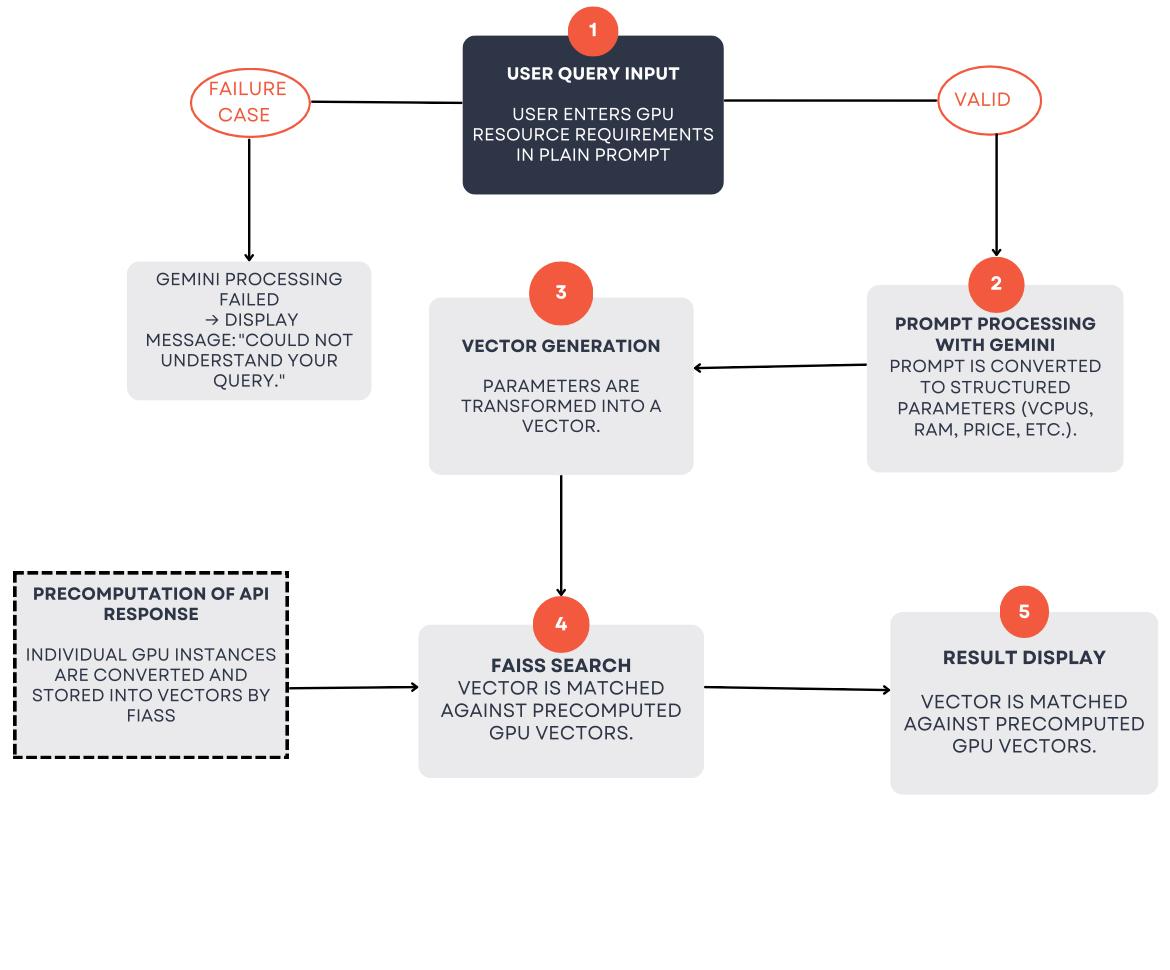 1
USER QUERY INPUT
USER ENTERS GPU
RESOURCE REQUIREMENTS
IN PLAIN PROMPT
FAILURE
CASE
VALID
GEMINI PROCESSING
FAILED
→ DISPLAY
MESSAGE:"COULD NOT
UNDERSTAND YOUR
QUERY."
2
PROMPT PROCESSING
WITH GEMINI
PROMPT IS CONVERTED
TO STRUCTURED
PARAMETERS (VCPUS,
RAM, PRICE, ETC.).
3
VECTOR GENERATION
PARAMETERS ARE
TRANSFORMED INTO A
VECTOR.
PRECOMPUTATION OF API
RESPONSE
INDIVIDUAL GPU INSTANCES
ARE CONVERTED AND
STORED INTO VECTORS BY
FIASS
4
FAISS SEARCH
VECTOR IS MATCHED
AGAINST PRECOMPUTED
GPU VECTORS.
5
RESULT DISPLAY
VECTOR IS MATCHED
AGAINST PRECOMPUTED
GPU VECTORS.